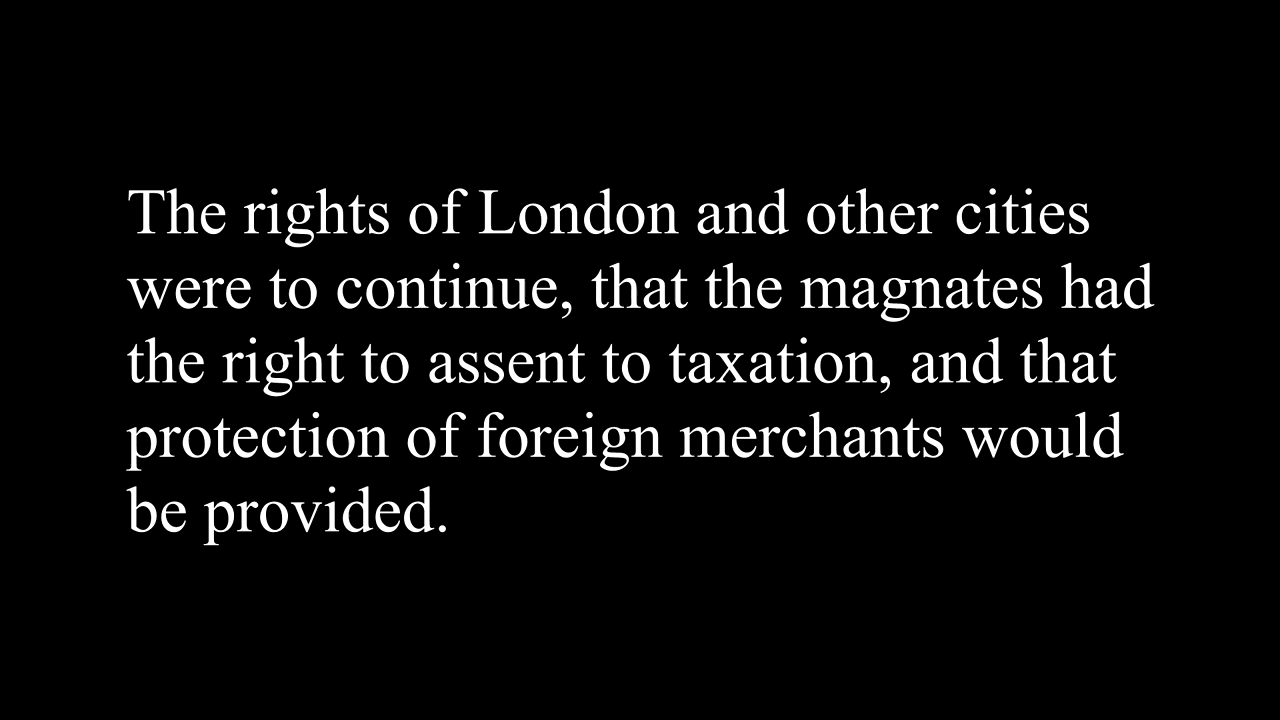 The rights of London and other cities
were to continue, that the magnates had
the right to assent to taxation, and that
protection of foreign merchants would
be provided.